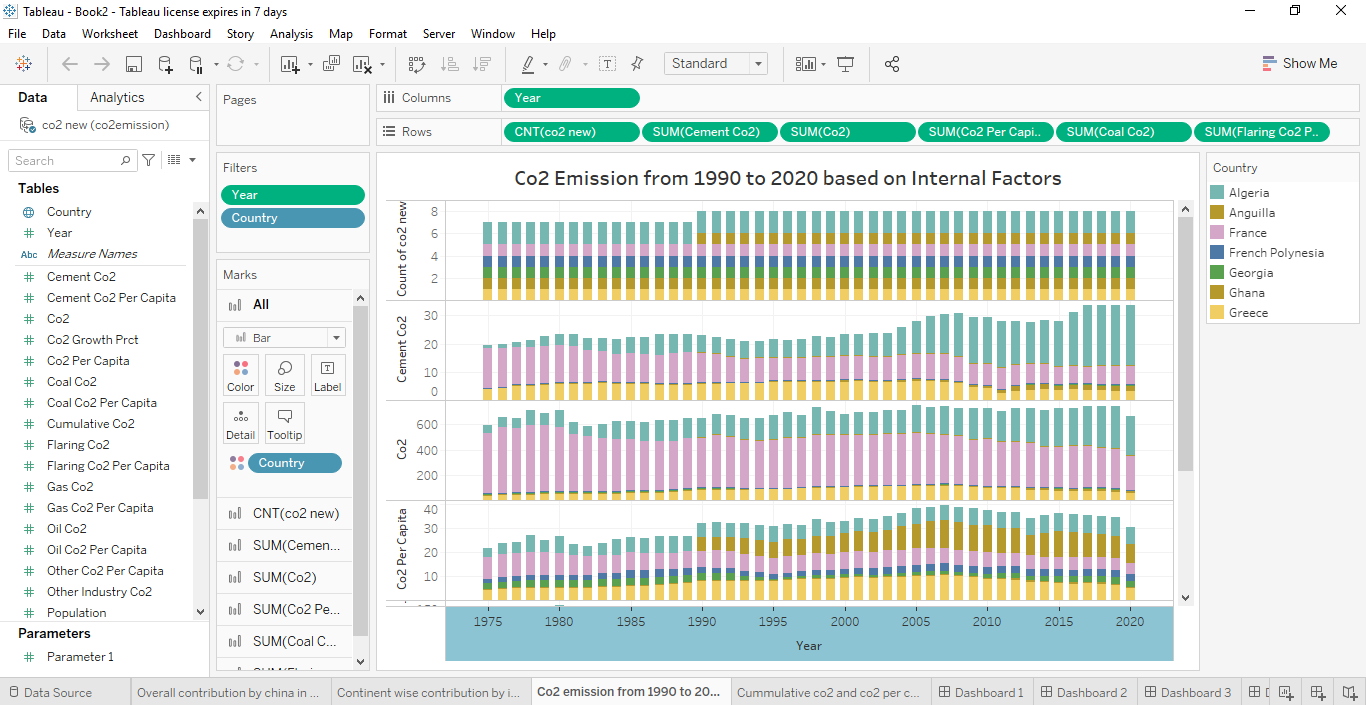 Tableau - Book2 - Tableau license expires in 7 days
File Data Worksheet Dashboard Story Analysis Map Format Server Window Help
Standard
Show Me
Data Analytics
co2 new (co2emission)
Search
Tables
Country
Year
Abc Measure Names
Cement Co2
Cement Co2 Per Capita
Co2
Co2 Growth Prct
Co2 Per Capita
Coal Co2
Coal Co2 Per Capita
Cumulative Co2
Flaring Co2
Flaring Co2 Per Capita
Gas Co2
Gas Co2 Per Capita
Oil Co2
Oil Co2 Per Capita
Other Co2 Per Capita
Other Industry Co2
Population
Parameters
Parameter 1
Pages
Filters
Year
Country
Marks
All
Bar
Color Size Label
Detail Tooltip
Country
CNT(co2 new)
SUM(Cemen...
SUM(Co2)
SUM(Co2 Pe...
SUM(Coal C...
Columns Year
Rows CNT(co2 new) SUM(Cement Co2) SUM(Co2) SUM(Co2 Per Capi.. SUM(Coal Co2) SUM(Flaring Co2 P..
Co2 Emission from 1990 to 2020 based on Internal Factors
Count of co2 new
8
6
4
2
Cement Co2
30
20
10
0
Co2
600
400
200
Co2 Per Capita
40
30
20
10
1975 1980 1985 1990 1995 2000 2005 2010 2015 2020
Year
Country
Algeria
Anguilla
France
French Polynesia
Georgia
Ghana
Greece
Data Source Overall contribution by china in ... Continent wise contribution by i... Co2 emission from 1990 to 20... Cummulative co2 and co2 per c... Dashboard 1 Dashboard 2 Dashboard 3